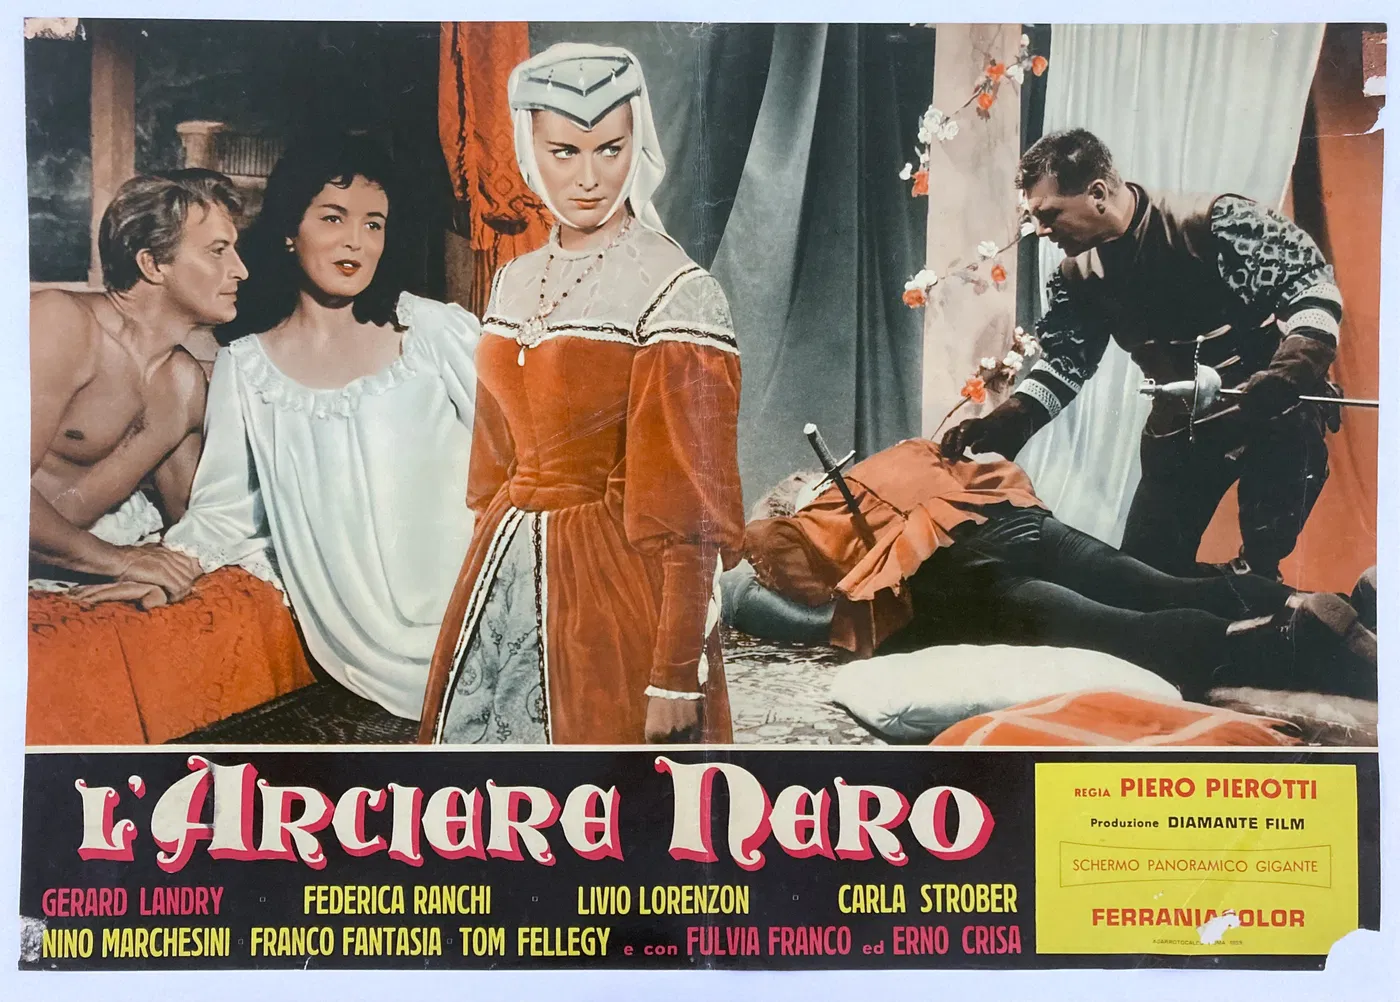 L'ARCIERE NERO
GERARD LANDRY FEDERICA RANCHI LIVIO LORENZON CARLA STROBER
NINO MARCHESINI FRANCO FANTASIA TOM FELLEGY e con FULVIA FRANCO ed ERNO CRISA
REGIA PIERO PIEROTTI
Produzione DIAMANTE FILM
SCHERMO PANORAMICO GIGANTE
FERRANIACOLOR